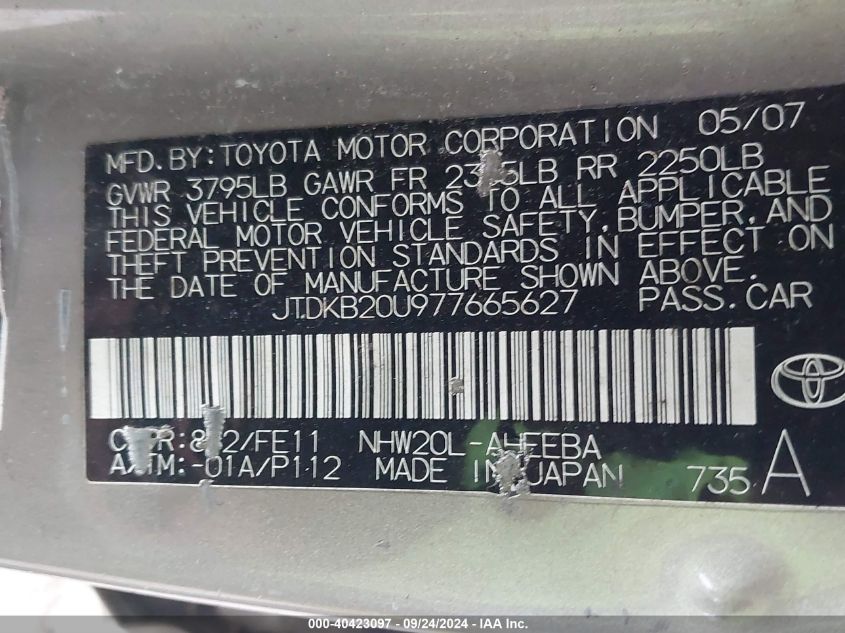 MFD. BY: TOYOTA MOTOR CORPORATION 05/07
GVWR 3795LB GAWR FR RR 2250LB
THIS VEHICLE CONFORMS TO ALL APPLICABLE
FEDERAL MOTOR VEHICLE SAFETY, BUMPER, AND
THEFT PREVENTION STANDARDS IN EFFECT ON
THE DATE OF MANUFACTURE SHOWN ABOVE.
JTDKB20U977665627 PASS. CAR
NHW20L-AHEEBA
-01A/P112 MADE IN JAPAN 735 A
000-40423097 - 09/24/2024 - IAA Inc.